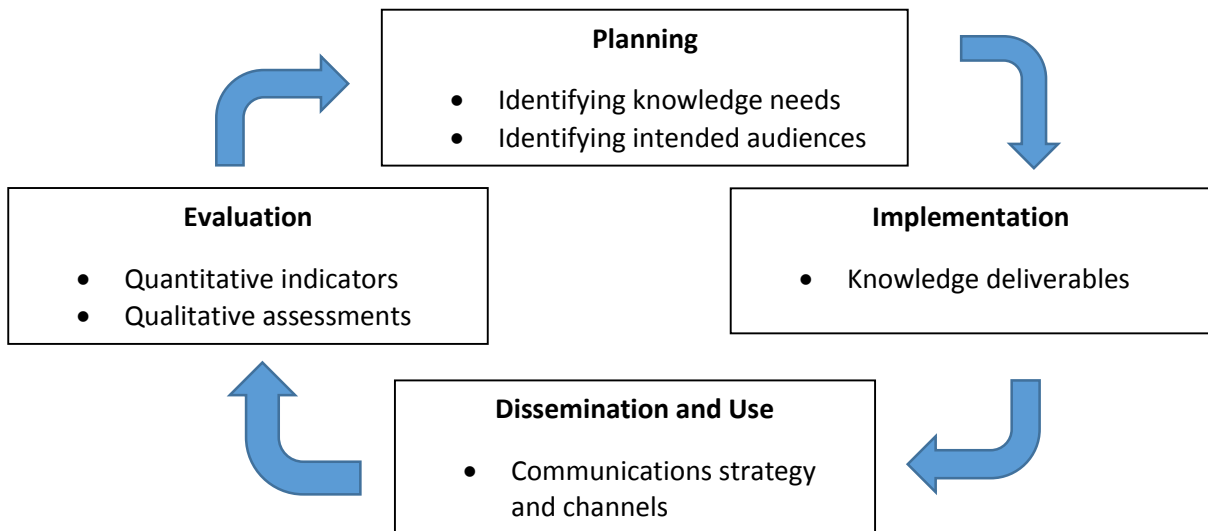 Planning
• Identifying knowledge needs
• Identifying intended audiences
Evaluation
• Quantitative indicators
• Qualitative assessments
Implementation
• Knowledge deliverables
Dissemination and Use
• Communications strategy
and channels